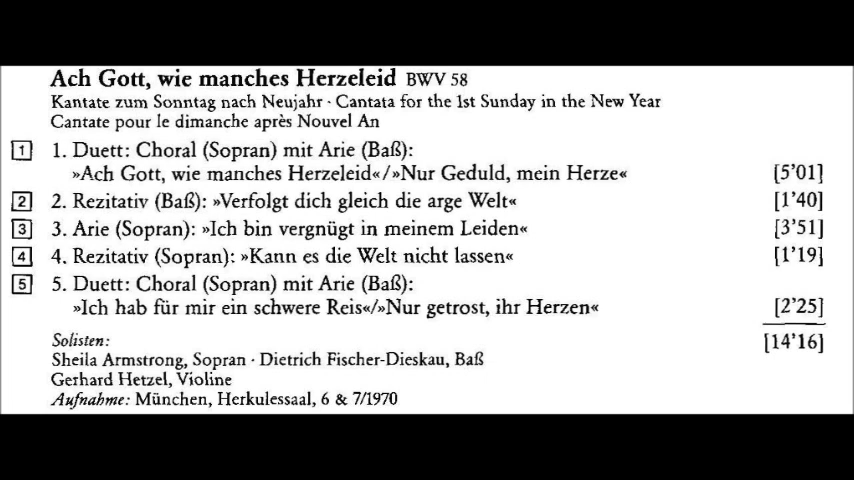 Ach Gott, wie manches Herzeleid BWV 58
Kantate zum Sonntag nach Neujahr · Cantata for the 1st Sunday in the New Year
Cantate pour le dimanche après Nouvel An
1 1. Duett: Choral (Sopran) mit Arie (Baß):
»Ach Gott, wie manches Herzeleid«/»Nur Geduld, mein Herze« [5’01]
2 2. Rezitativ (Baß): »Verfolgt dich gleich die arge Welt« [1’40]
3 3. Arie (Sopran): »Ich bin vergnügt in meinem Leiden« [3’51]
4 4. Rezitativ (Sopran): »Kann es die Welt nicht lassen« [1’19]
5 5. Duett: Choral (Sopran) mit Arie (Baß):
»Ich hab für mir ein schwere Reis«/»Nur getrost, ihr Herzen« [2’25]
[14’16]
Solisten:
Sheila Armstrong, Sopran · Dietrich Fischer-Dieskau, Baß
Gerhard Hetzel, Violine
Aufnahme: München, Herkulessaal, 6 & 7/1970